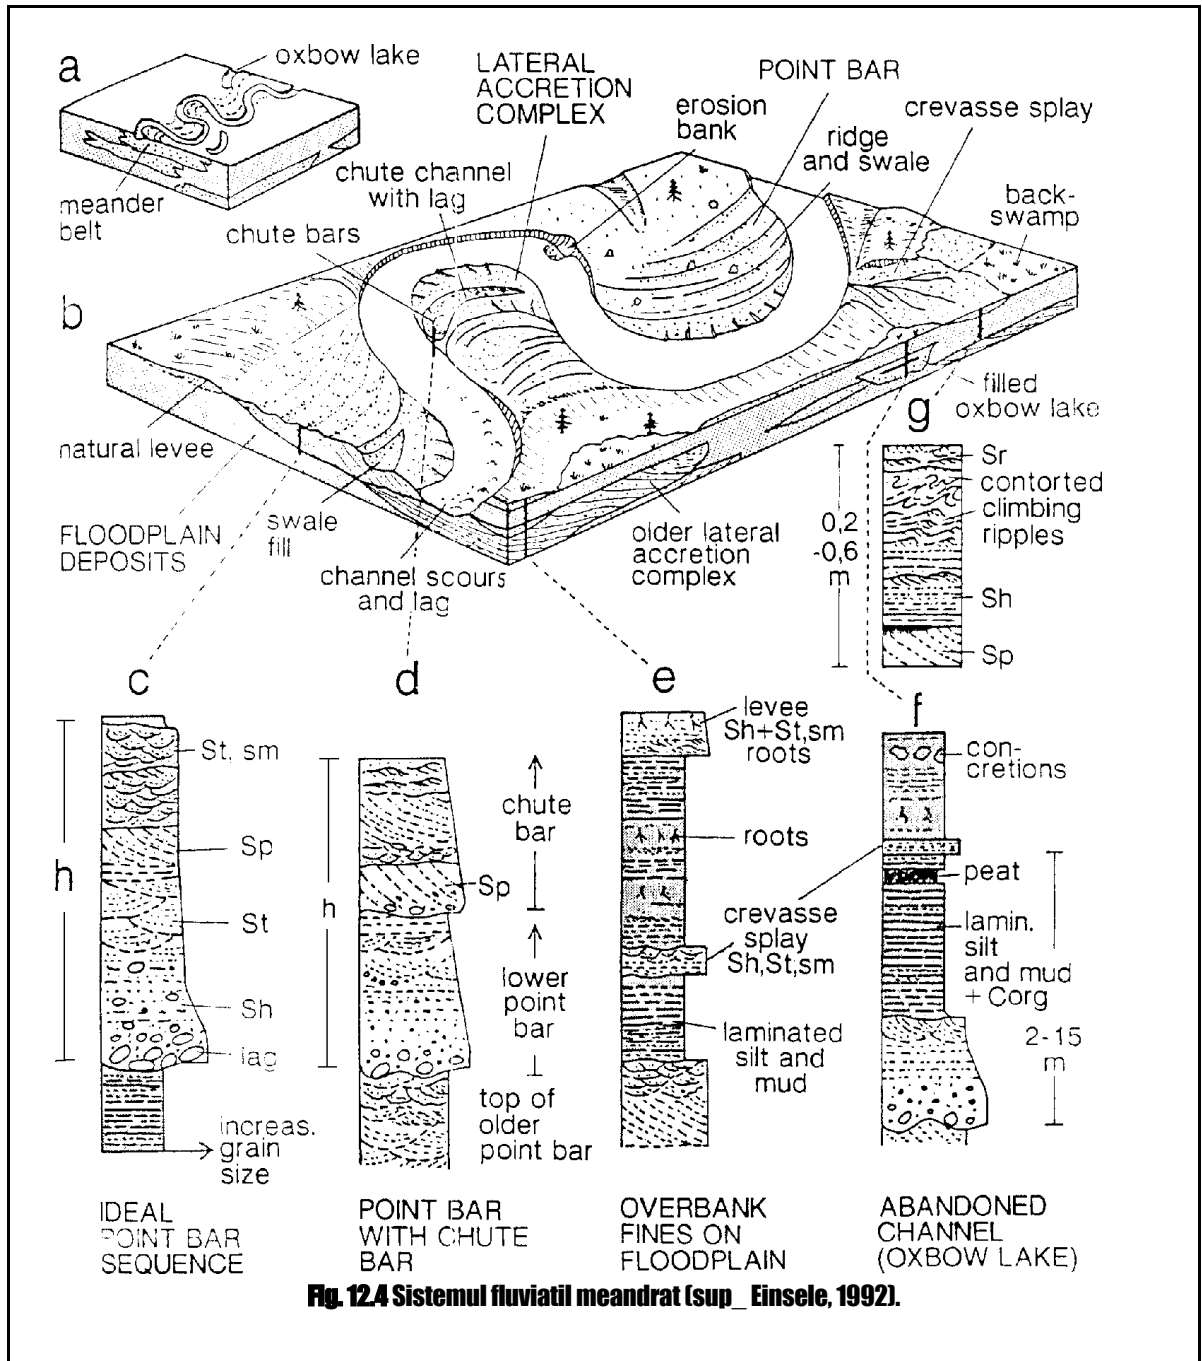 a
oxbow lake
meander
belt
b
LATERAL
ACCRETION
COMPLEX
POINT BAR
erosion
bank
crevasse splay
ridge
and swale
chute channel
with lag
back-
swamp
chute bars
natural levee
FLOODPLAIN
DEPOSITS
swale
fill
channel scours
and lag
older lateral
accretion
complex
filled
oxbow lake
g
Sr
contorted
climbing
ripples
0,2
-0,6
m
Sh
Sp
c
h
St, sm
Sp
St
Sh
lag
increas.
grain
size
IDEAL
POINT BAR
SEQUENCE
d
h
chute
bar
Sp
lower
point
bar
top of
older
point bar
POINT BAR
WITH CHUTE
BAR
e
levee
Sh+St,sm
roots
roots
crevasse
splay
Sh,St,sm
laminated
silt and
mud
OVERBANK
FINES ON
FLOODPLAIN
f
con-
cretions
peat
lamin.
silt
and mud
+ Corg
2-15
m
ABANDONED
CHANNEL
(OXBOW LAKE)
Fig. 12.4 Sistemul fluviatil meandrat (sup_ Einsele, 1992).